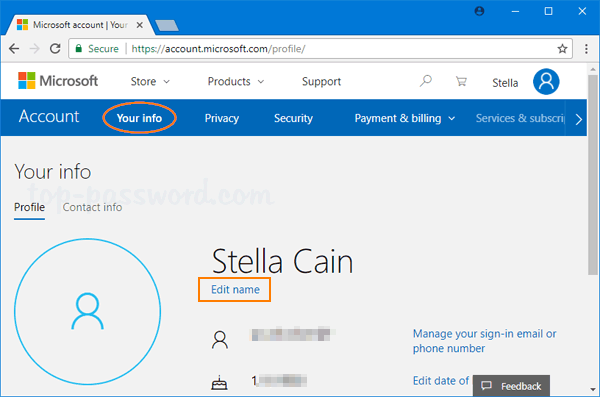 Microsoft account | Your
Secure
https://account.microsoft.com/profile/
Microsoft
Store
Products
Support
Stella
Account
Your info
Privacy
Security
Payment & billing
Services & subscrip
Your info
top-password.com
Profile
Contact info
Stella Cain
Edit name
Manage your sign-in email or
phone number
1,
Edit date of
Feedback